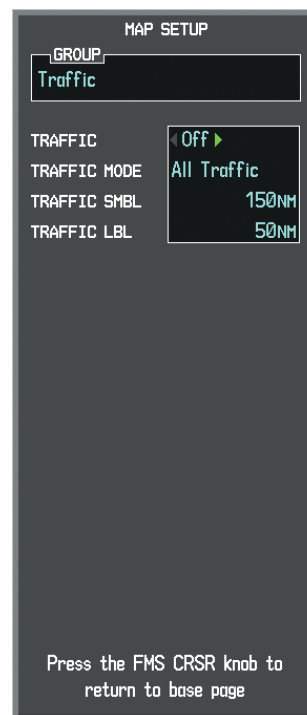 MAP SETUP
GROUP
Traffic
TRAFFIC Off
TRAFFIC MODE All Traffic
TRAFFIC SMBL 150NM
TRAFFIC LBL 50NM
Press the FMS CRSR knob to
return to base page